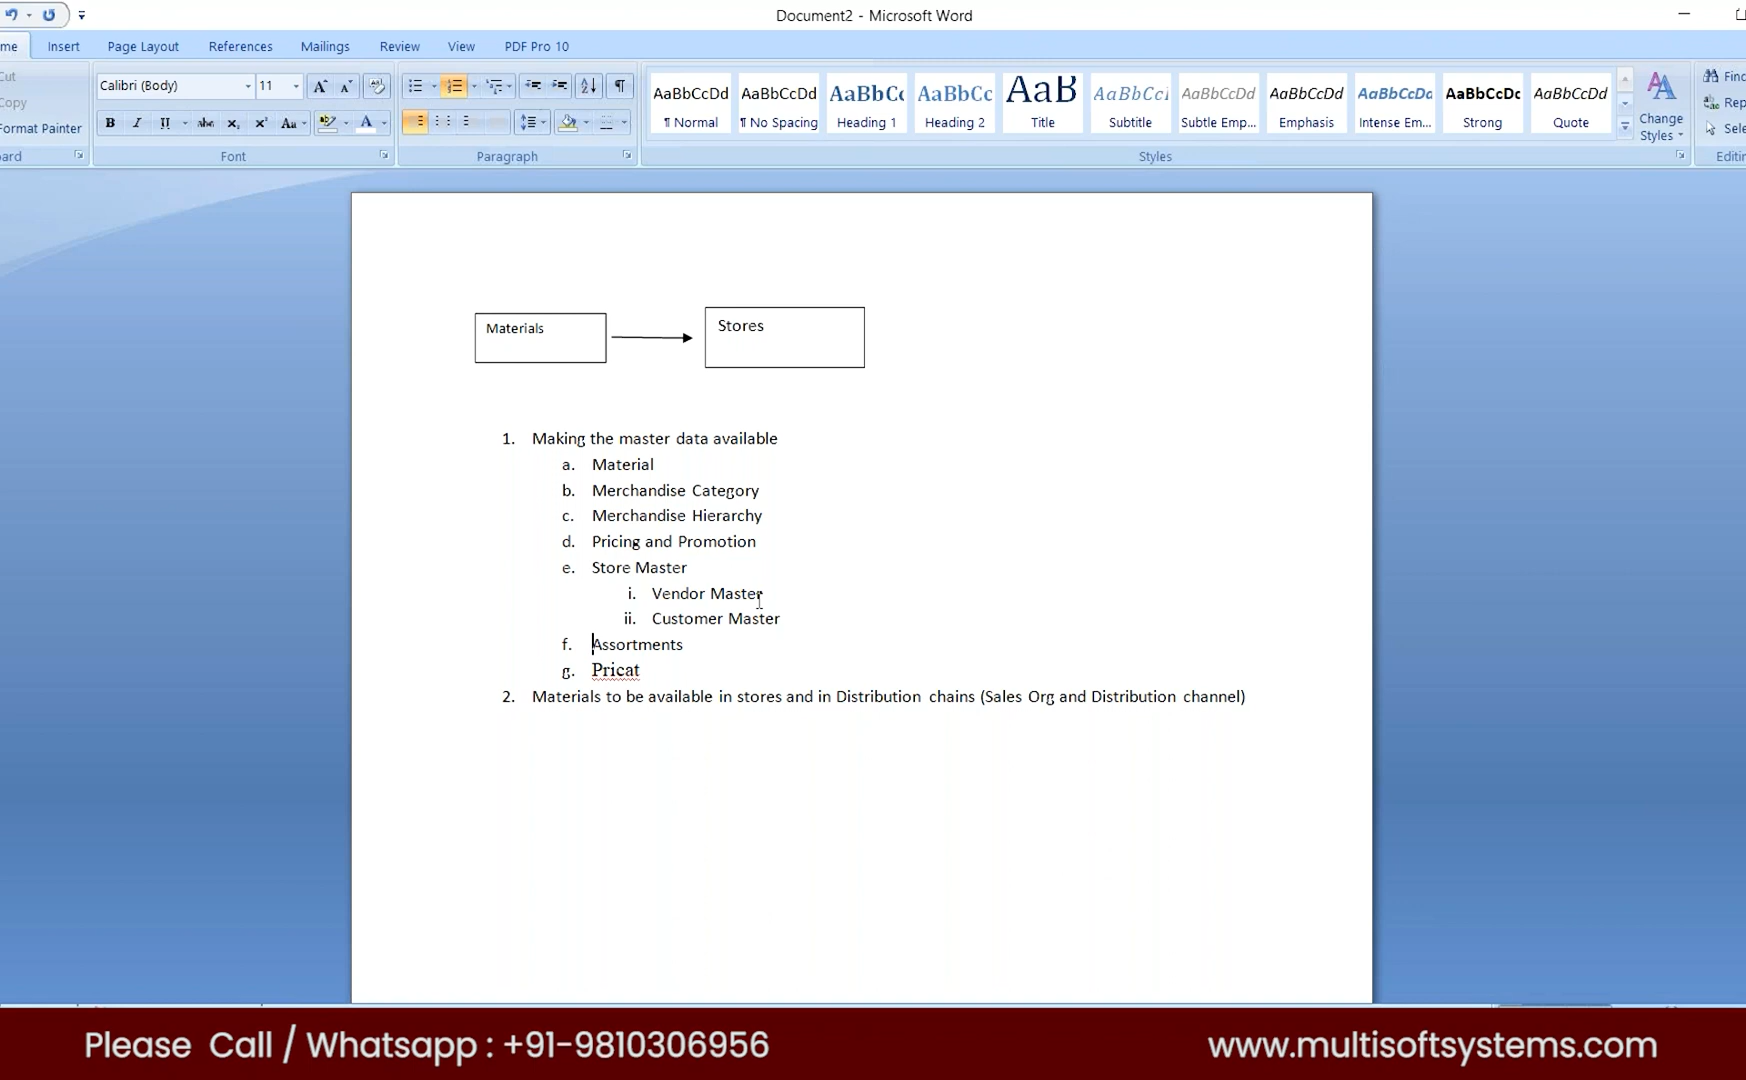 Document2 - Microsoft Word
me Insert Page Layout References Mailings Review View PDF Pro 10
Cut
Copy
Format Painter
ard
Calibri (Body) 11
Font
Paragraph
AaBbCcDd AaBbCcDd AaBbCc AaBbCc AaB AaBbCcI AaBbCcDd AaBbCcDd AaBbCcDd AaBbCcDc AaBbCcDd
¶ Normal ¶ No Spacing Heading 1 Heading 2 Title Subtitle Subtle Emp... Emphasis Intense Em... Strong Quote
Change
Styles
Styles
Find
Rep
Sele
Editin
Materials
Stores
1. Making the master data available
a. Material
b. Merchandise Category
c. Merchandise Hierarchy
d. Pricing and Promotion
e. Store Master
i. Vendor Master
ii. Customer Master
f. Assortments
g. Pricat
2. Materials to be available in stores and in Distribution chains (Sales Org and Distribution channel)
Please Call / Whatsapp : +91-9810306956
www.multisoftsystems.com